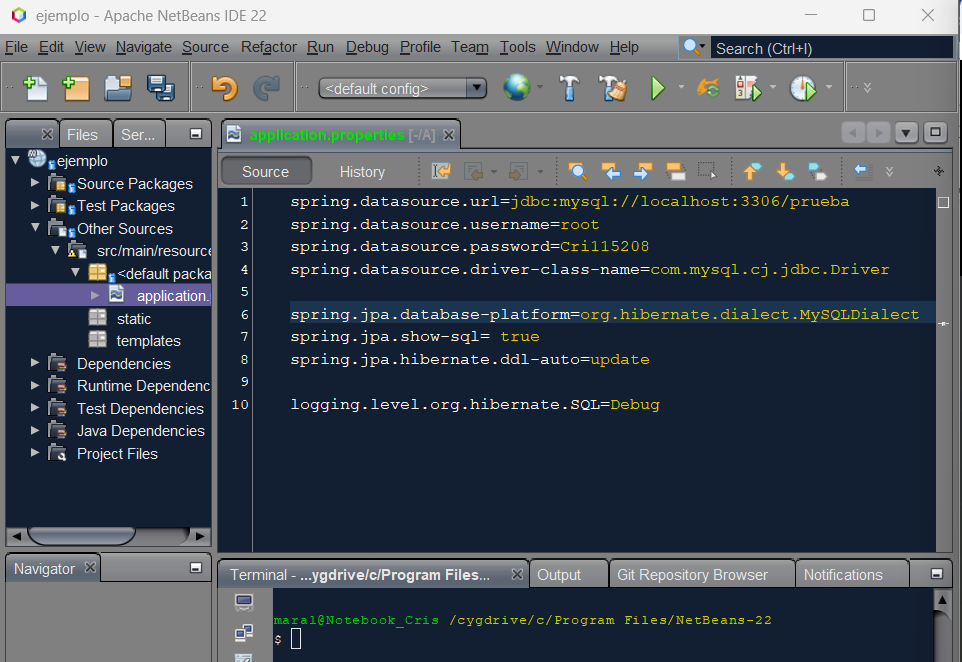 ejemplo - Apache NetBeans IDE 22
File Edit View Navigate Source Refactor Run Debug Profile Team Tools Window Help
Search (Ctrl+I)
<default config>
Files Ser...
application.properties [-/A]
Source History
ejemplo
Source Packages
Test Packages
Other Sources
src/main/resource
<default packa
application.
static
templates
Dependencies
Runtime Dependenc
Test Dependencies
Java Dependencies
Project Files
1 spring.datasource.url=jdbc:mysql://localhost:3306/prueba
2 spring.datasource.username=root
3 spring.datasource.password=Cri115208
4 spring.datasource.driver-class-name=com.mysql.cj.jdbc.Driver
5
6 spring.jpa.database-platform=org.hibernate.dialect.MySQLDialect
7 spring.jpa.show-sql= true
8 spring.jpa.hibernate.ddl-auto=update
9
10 logging.level.org.hibernate.SQL=Debug
Navigator
Terminal - ...ygdrive/c/Program Files... Output Git Repository Browser Notifications
maral@Notebook_Cris /cygdrive/c/Program Files/NetBeans-22
$